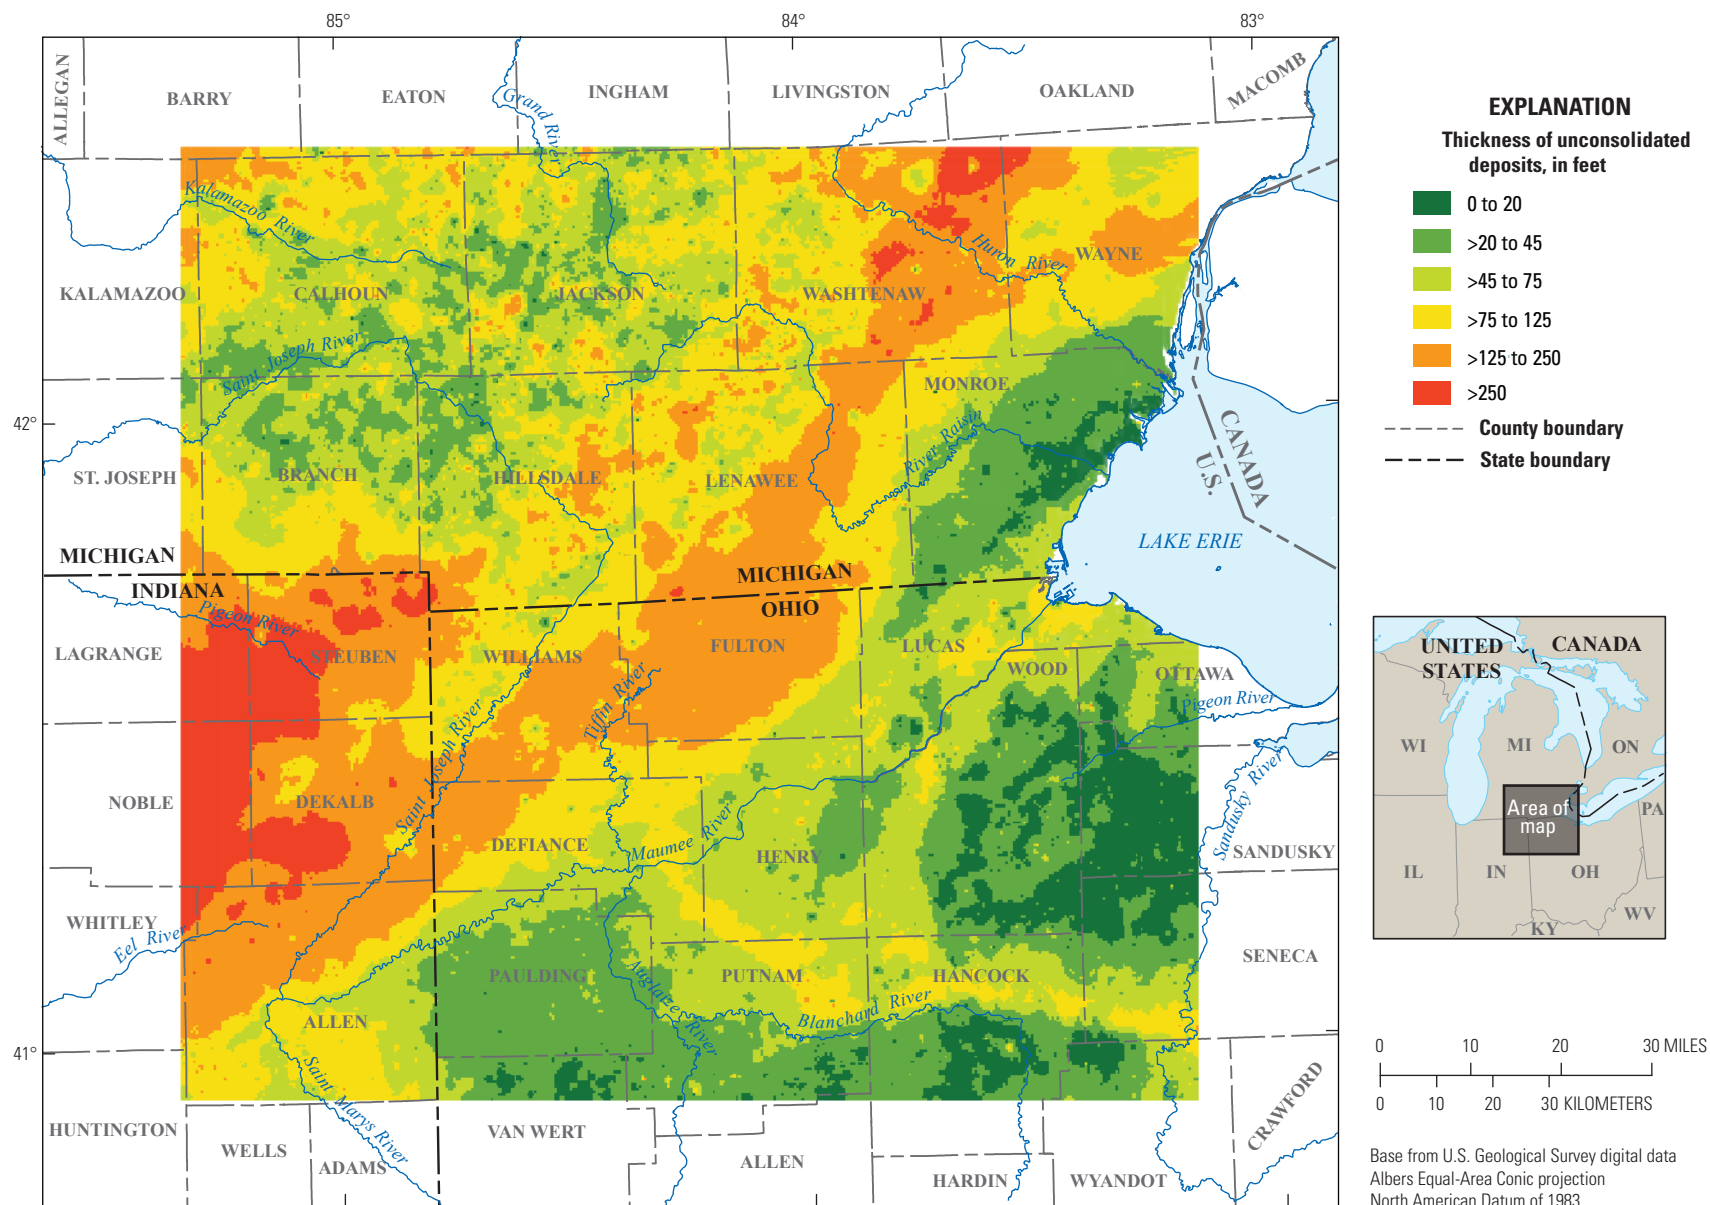 85°
84°
83°
ALLEGAN
BARRY
EATON
INGHAM
LIVINGSTON
OAKLAND
MACOMB
Grand River
Kalamazoo River
KALAMAZOO
CALHOUN
JACKSON
WASHTENAW
Huron River
WAYNE
Saint Joseph River
MONROE
42°
ST. JOSEPH
BRANCH
HILLSDALE
LENAWEE
River Raisin
CANADA
U.S.
LAKE ERIE
MICHIGAN
INDIANA
MICHIGAN
OHIO
Pigeon River
LAGRANGE
STEUBEN
WILLIAMS
FULTON
LUCAS
WOOD
OTTAWA
Pigeon River
Tiffin River
Saint Joseph River
NOBLE
DEKALB
DEFIANCE
Maumee River
HENRY
Sandusky River
SANDUSKY
WHITLEY
Eel River
PAULDING
PUTNAM
HANCOCK
SENECA
Auglaize River
Blanchard River
ALLEN
41°
Saint Marys River
HUNTINGTON
WELLS
ADAMS
VAN WERT
ALLEN
HARDIN
WYANDOT
CRAWFORD
EXPLANATION
Thickness of unconsolidated
deposits, in feet
0 to 20
>20 to 45
>45 to 75
>75 to 125
>125 to 250
>250
County boundary
State boundary
UNITED
STATES
CANADA
WI
MI
ON
Area of
map
PA
IL
IN
OH
WV
KY
0 10 20 30 MILES
0 10 20 30 KILOMETERS
Base from U.S. Geological Survey digital data
Albers Equal-Area Conic projection
North American Datum of 1983